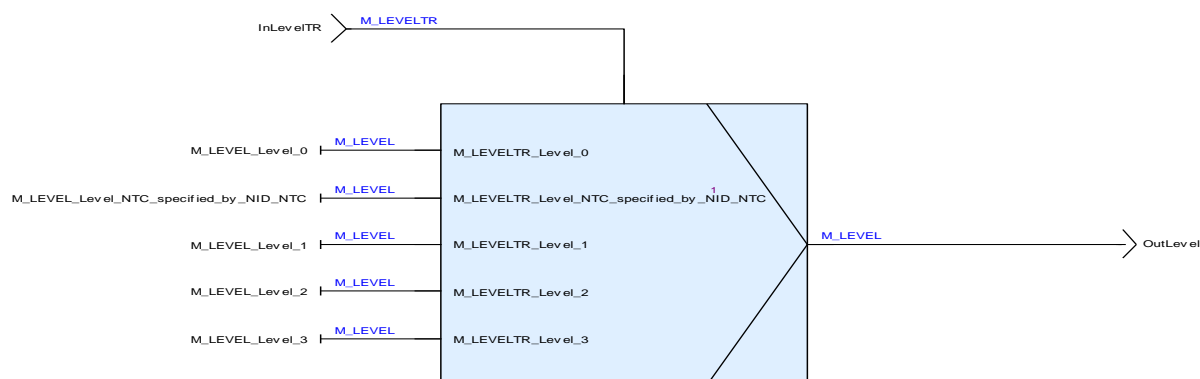 InLevelTR M_LEVELTR
M_LEVEL_Level_0 M_LEVEL M_LEVELTR_Level_0
1
M_LEVEL_Level_NTC_specified_by_NID_NTC M_LEVEL M_LEVELTR_Level_NTC_specified_by_NID_NTC
M_LEVEL_Level_1 M_LEVEL M_LEVELTR_Level_1 M_LEVEL OutLevel
M_LEVEL_Level_2 M_LEVEL M_LEVELTR_Level_2
M_LEVEL_Level_3 M_LEVEL M_LEVELTR_Level_3